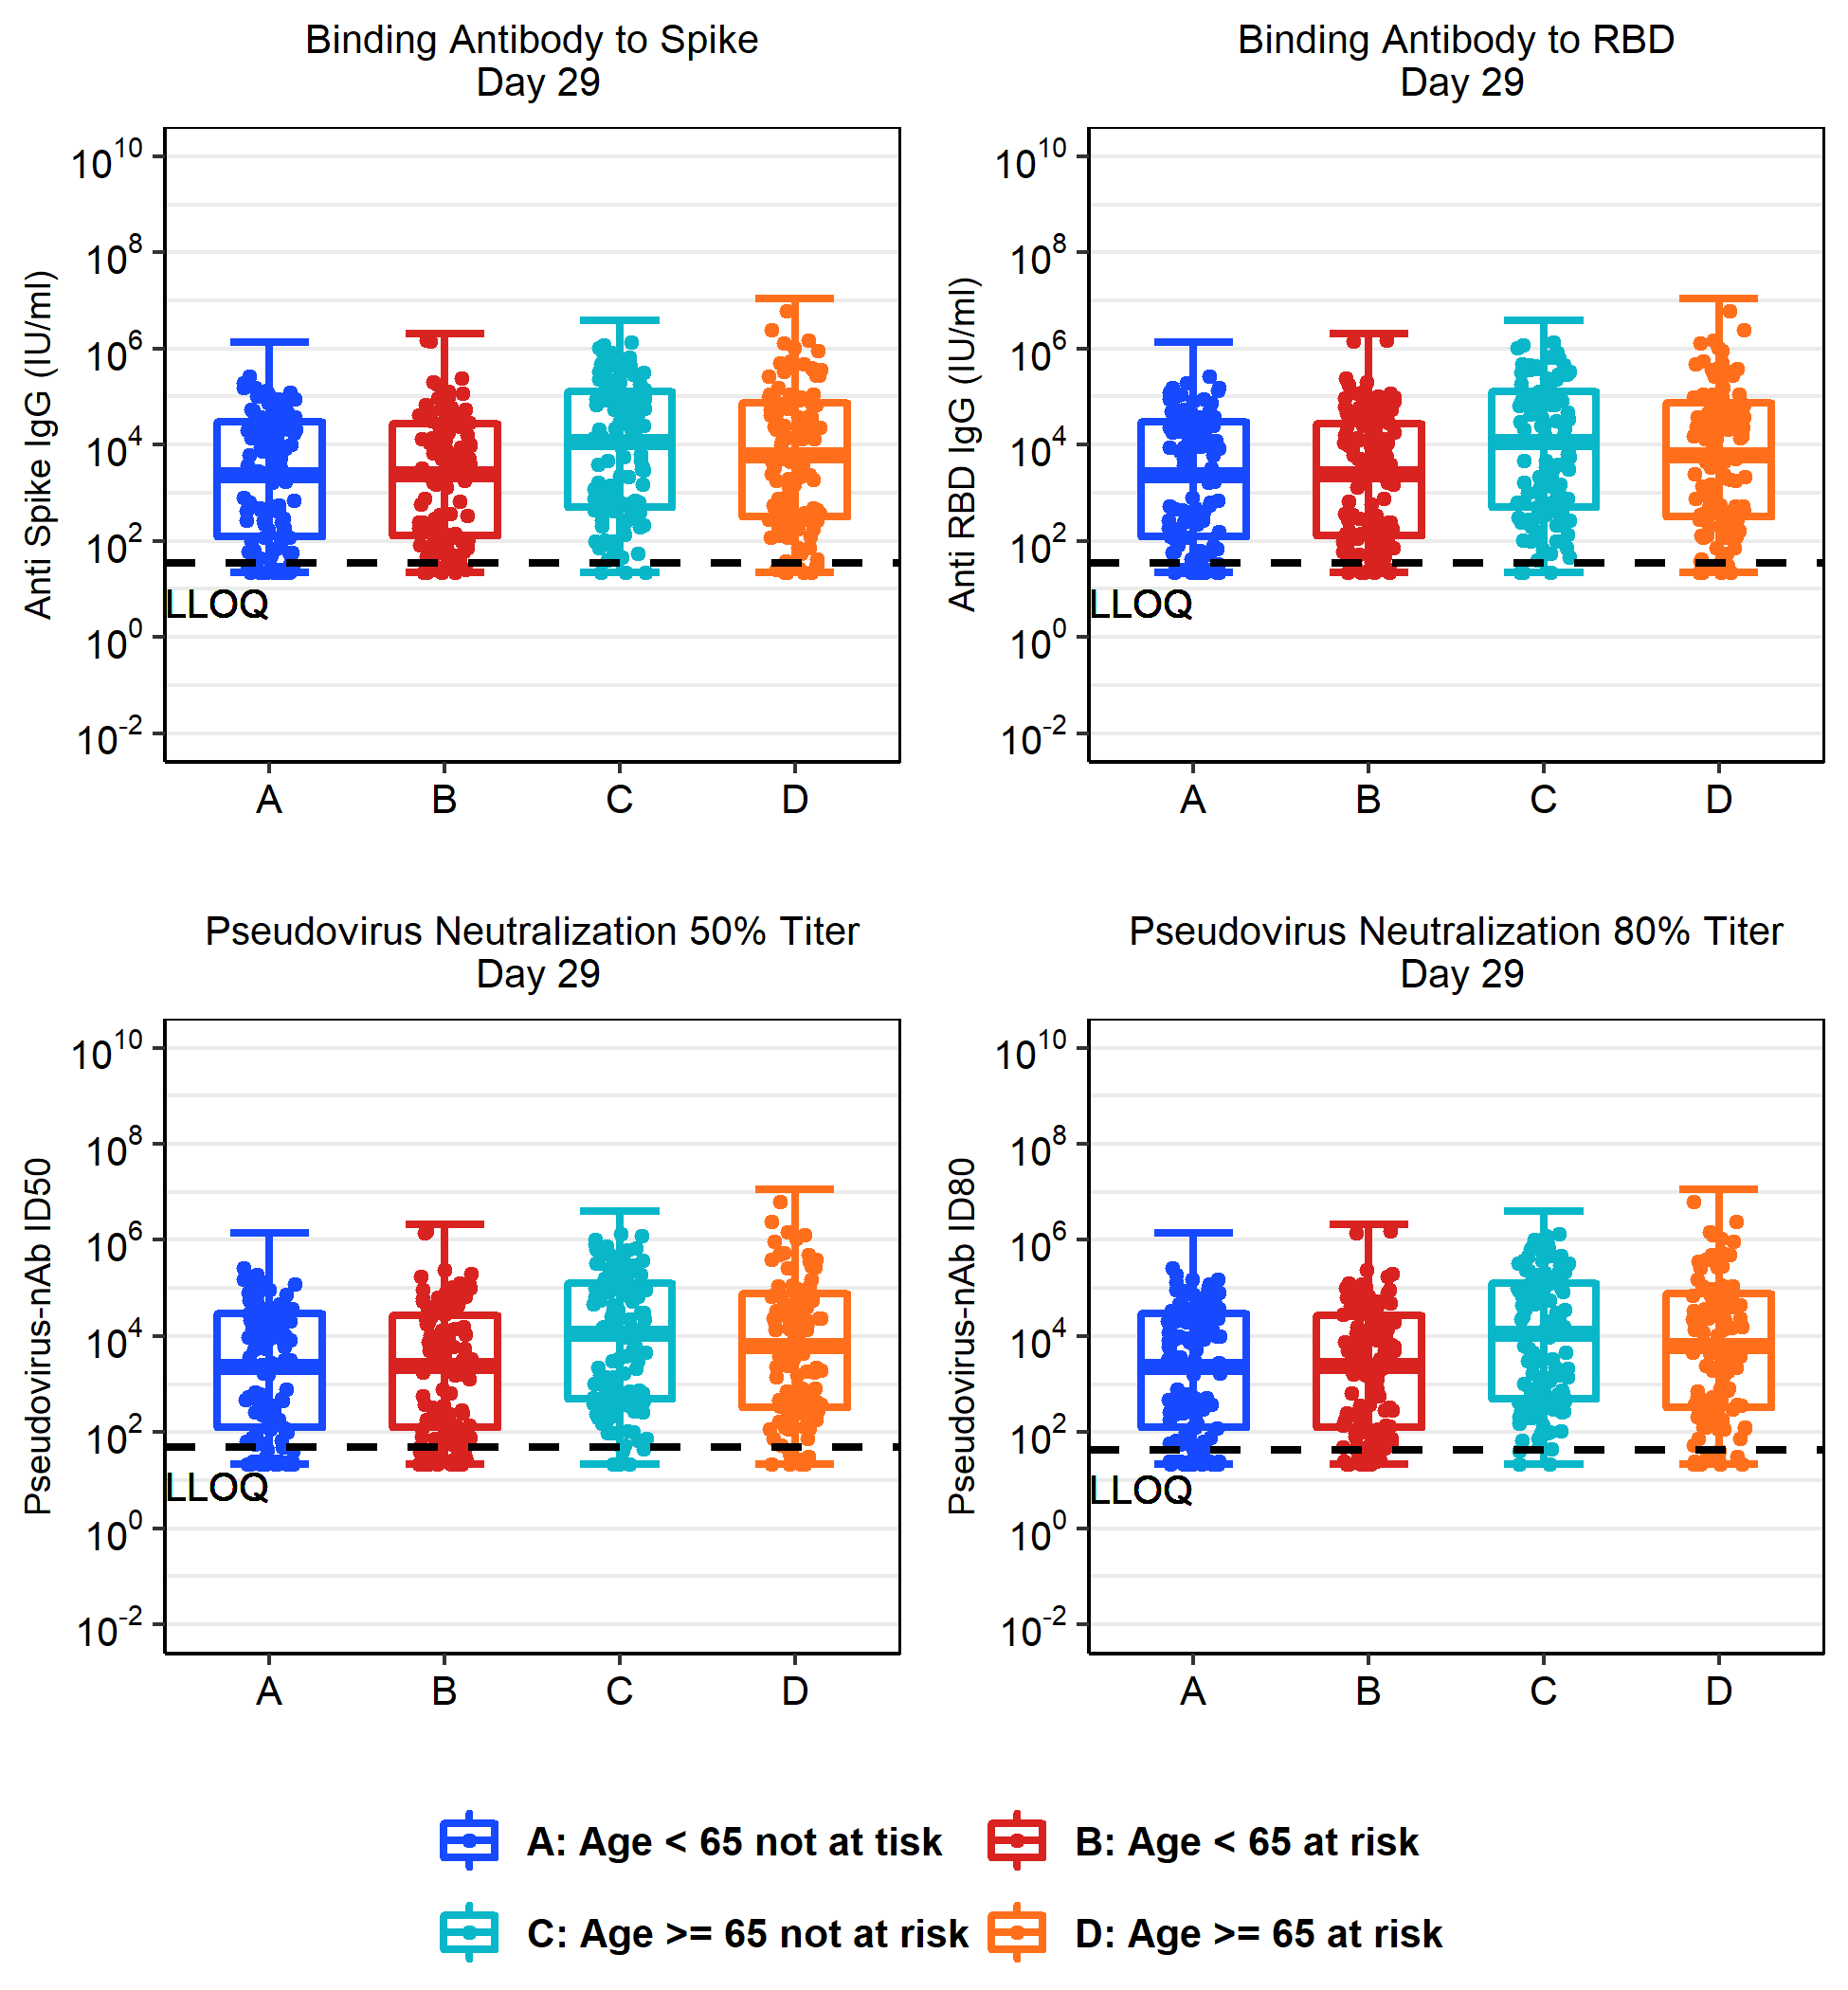 Binding Antibody to Spike
Day 29
Anti Spike IgG (IU/ml)
10^10
10^8
10^6
10^4
10^2
10^0
10^-2
LLOQ
A B C D
Binding Antibody to RBD
Day 29
Anti RBD IgG (IU/ml)
10^10
10^8
10^6
10^4
10^2
10^0
10^-2
LLOQ
A B C D
Pseudovirus Neutralization 50% Titer
Day 29
Pseudovirus-nAb ID50
10^10
10^8
10^6
10^4
10^2
10^0
10^-2
LLOQ
A B C D
Pseudovirus Neutralization 80% Titer
Day 29
Pseudovirus-nAb ID80
10^10
10^8
10^6
10^4
10^2
10^0
10^-2
LLOQ
A B C D
A: Age < 65 not at tisk
B: Age < 65 at risk
C: Age >= 65 not at risk
D: Age >= 65 at risk